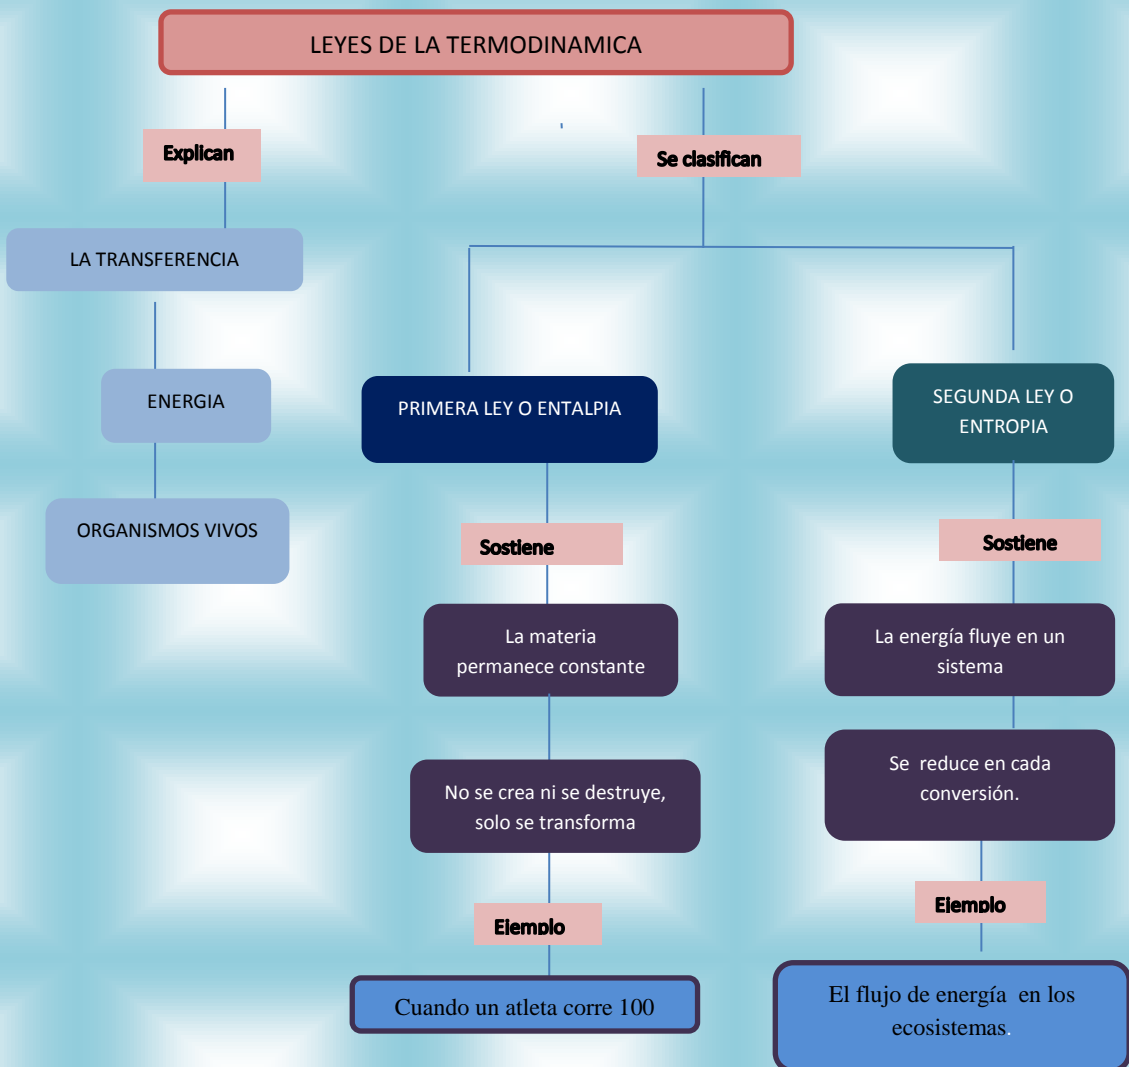 LEYES DE LA TERMODINAMICA
Explican
Se clasifican
LA TRANSFERENCIA
ENERGIA
ORGANISMOS VIVOS
PRIMERA LEY O ENTALPIA
Sostiene
La materia
permanece constante
No se crea ni se destruye,
solo se transforma
Ejemplo
Cuando un atleta corre 100
SEGUNDA LEY O
ENTROPIA
Sostiene
La energía fluye en un
sistema
Se reduce en cada
conversión.
Ejemplo
El flujo de energía en los
ecosistemas.